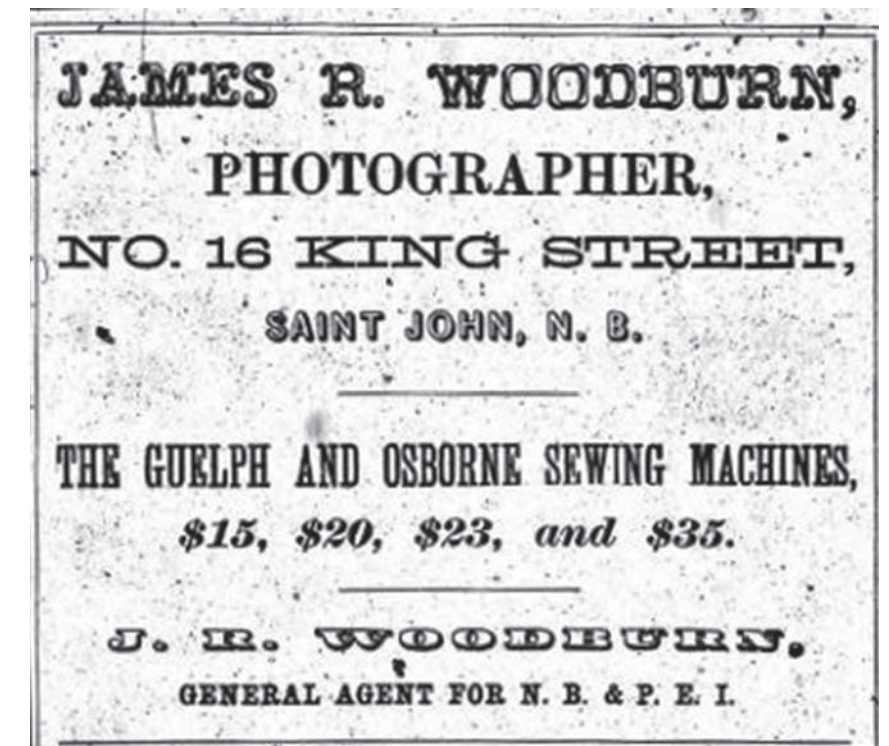 JAMES R. WOODBURN,
PHOTOGRAPHER,
NO. 16 KING STREET,
SAINT JOHN, N. B.
THE GUELPH AND OSBORNE SEWING MACHINES,
$15, $20, $23, and $35.
J. R. WOODBURN,
GENERAL AGENT FOR N. B. & P. E. I.